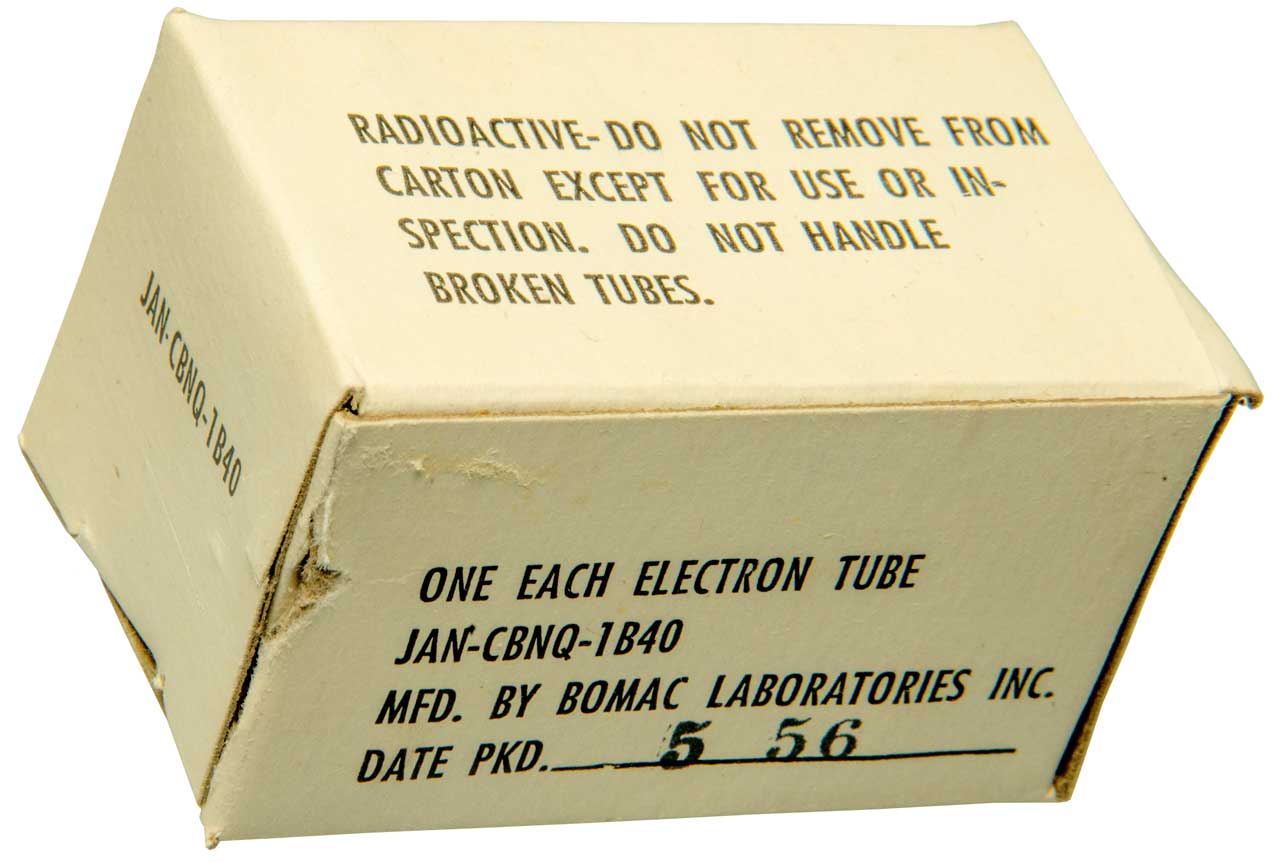 RADIOACTIVE-DO NOT REMOVE FROM
CARTON EXCEPT FOR USE OR IN-
SPECTION. DO NOT HANDLE
BROKEN TUBES.
JAN-CBNQ-1B40
ONE EACH ELECTRON TUBE
JAN-CBNQ-1B40
MFD. BY BOMAC LABORATORIES INC.
DATE PKD. 5 56